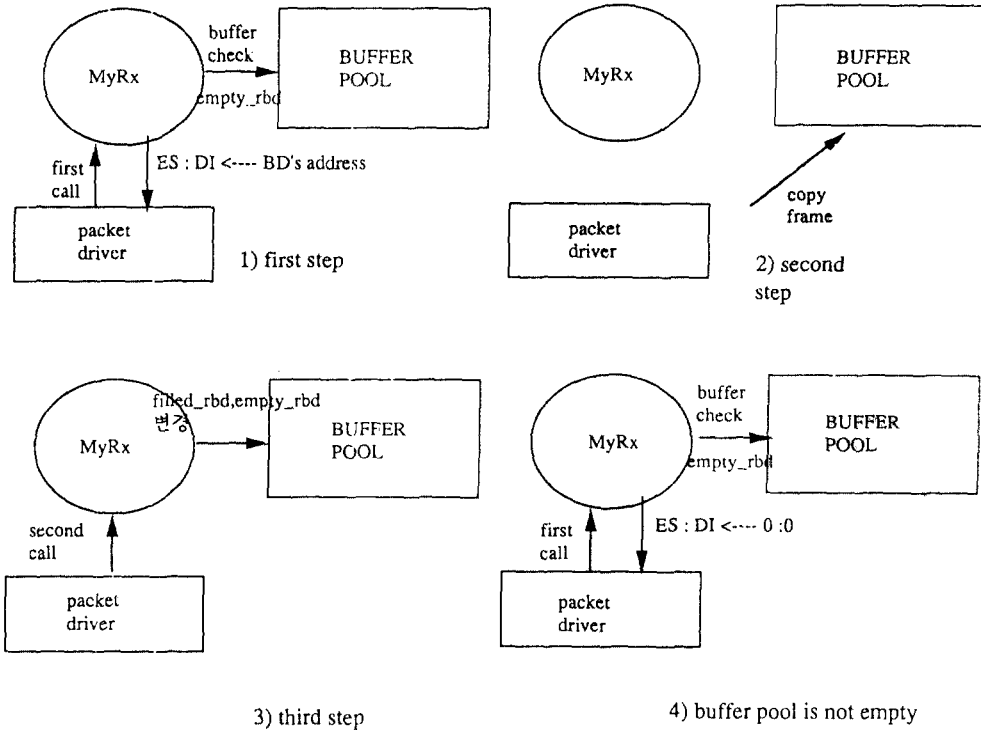 buffer
check
MyRx
BUFFER
POOL
empty_rbd
first
call
ES : DI <---- BD's address
packet
driver
1) first step
MyRx
BUFFER
POOL
copy
frame
packet
driver
2) second
step
filled_rbd,empty_rbd
변경
MyRx
BUFFER
POOL
second
call
packet
driver
3) third step
buffer
check
MyRx
BUFFER
POOL
empty_rbd
first
call
ES : DI <---- 0 :0
packet
driver
4) buffer pool is not empty